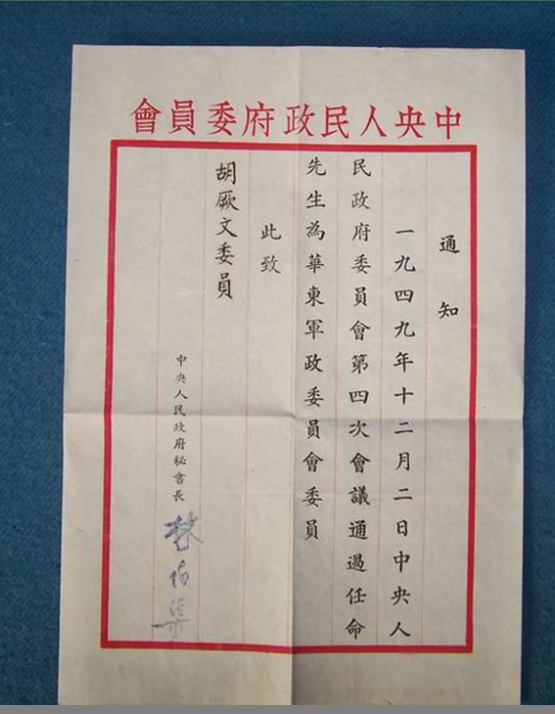 中央人民政府委員會
通知
一九四九年十二月二日中央人
民政府委員會第四次會議通過任命
先生為華東軍政委員會委員
此致
胡厥文委員
中央人民政府秘書長
林伯渠